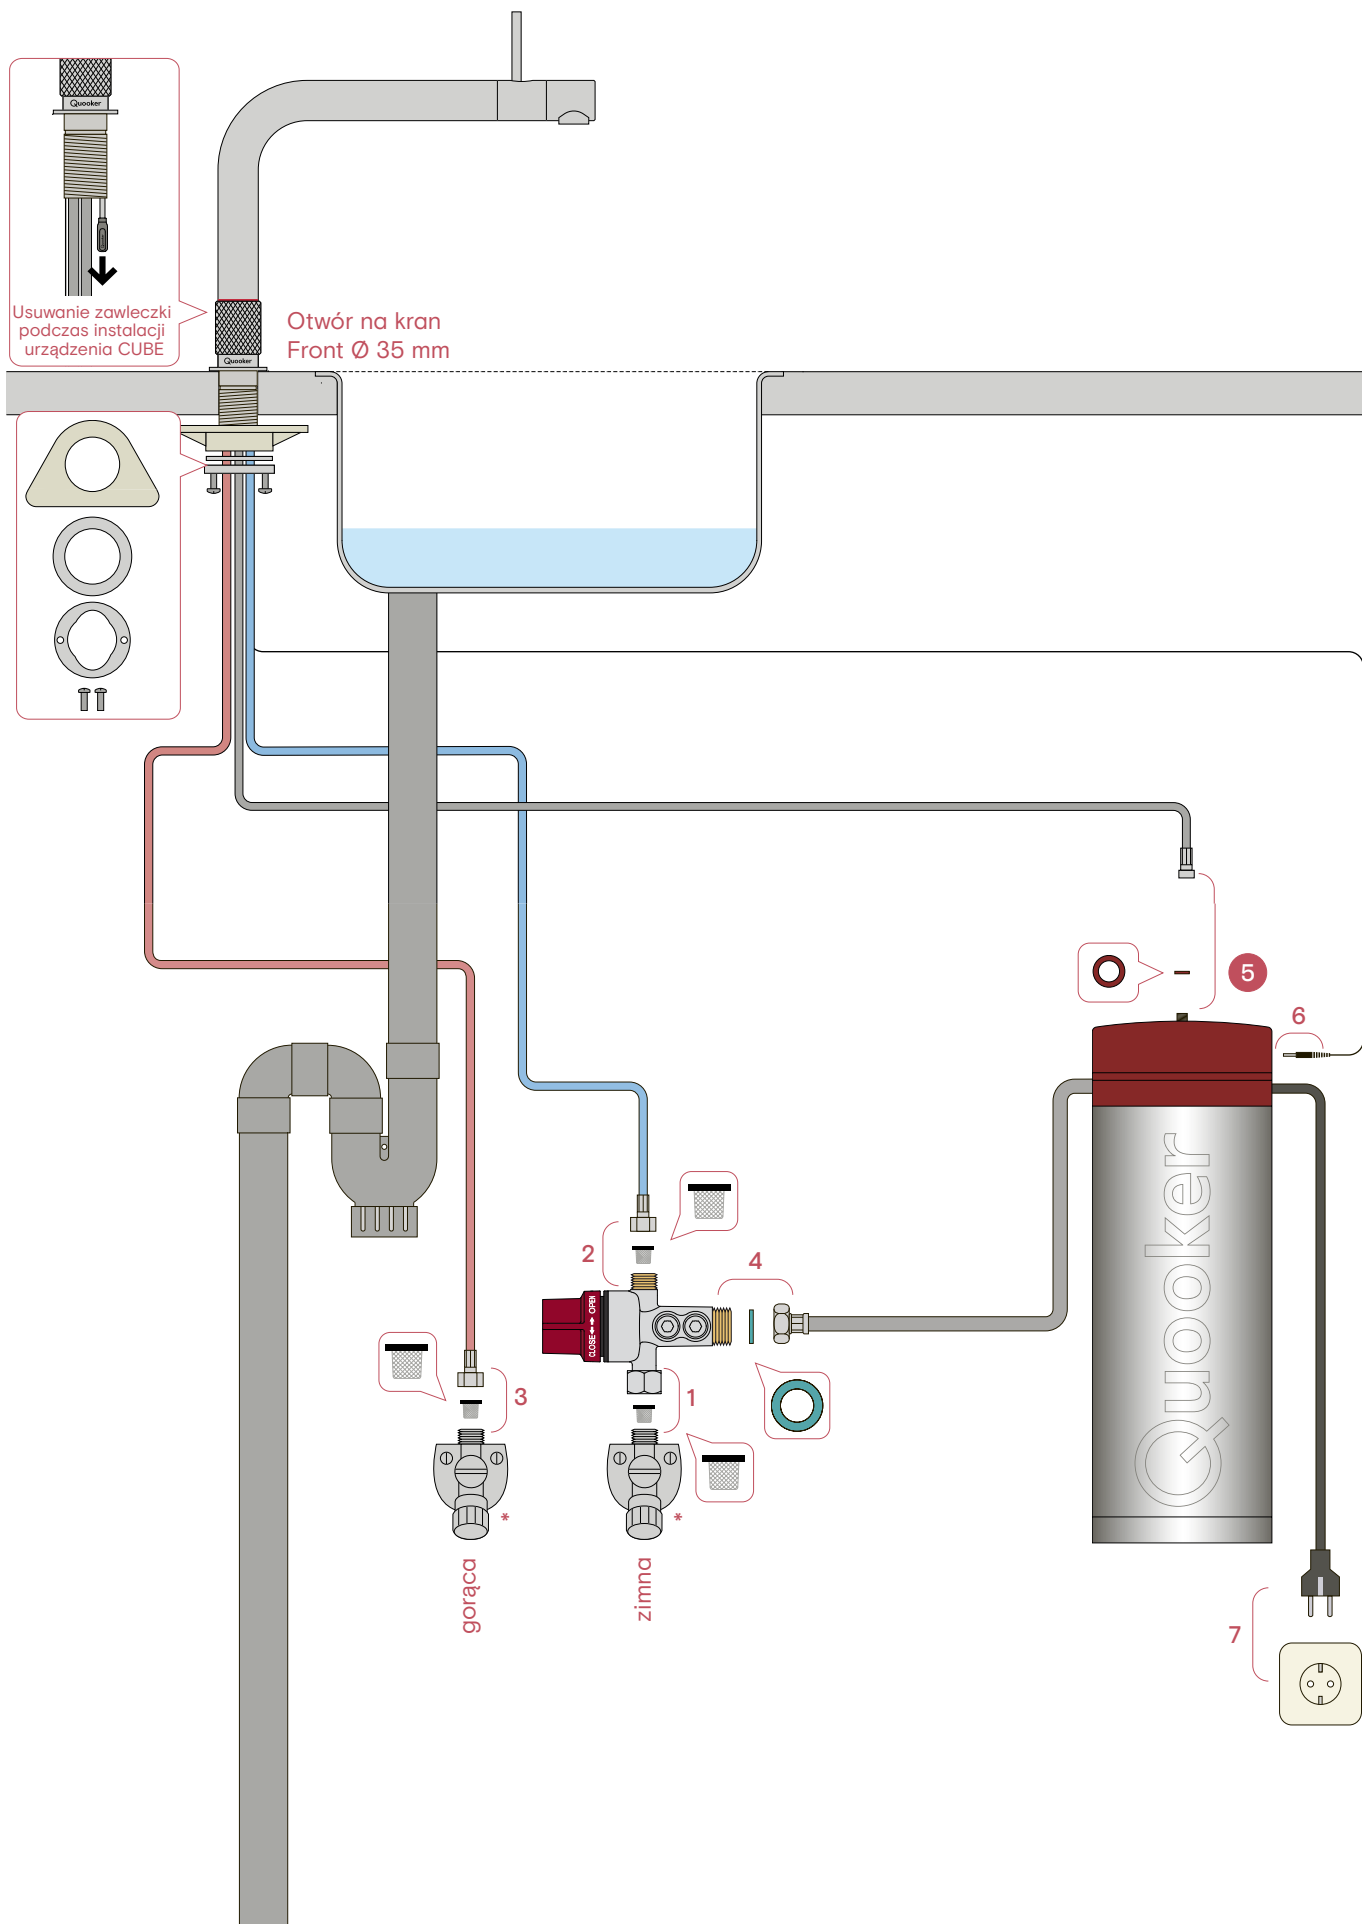 Quooker
Usuwanie zawleczki
podczas instalacji
urządzenia CUBE
Otwór na kran
Front Ø 35 mm
Quooker
5
6
2
4
CLOSE OPEN
3
1
Quooker
*
*
gorąca
zimna
7